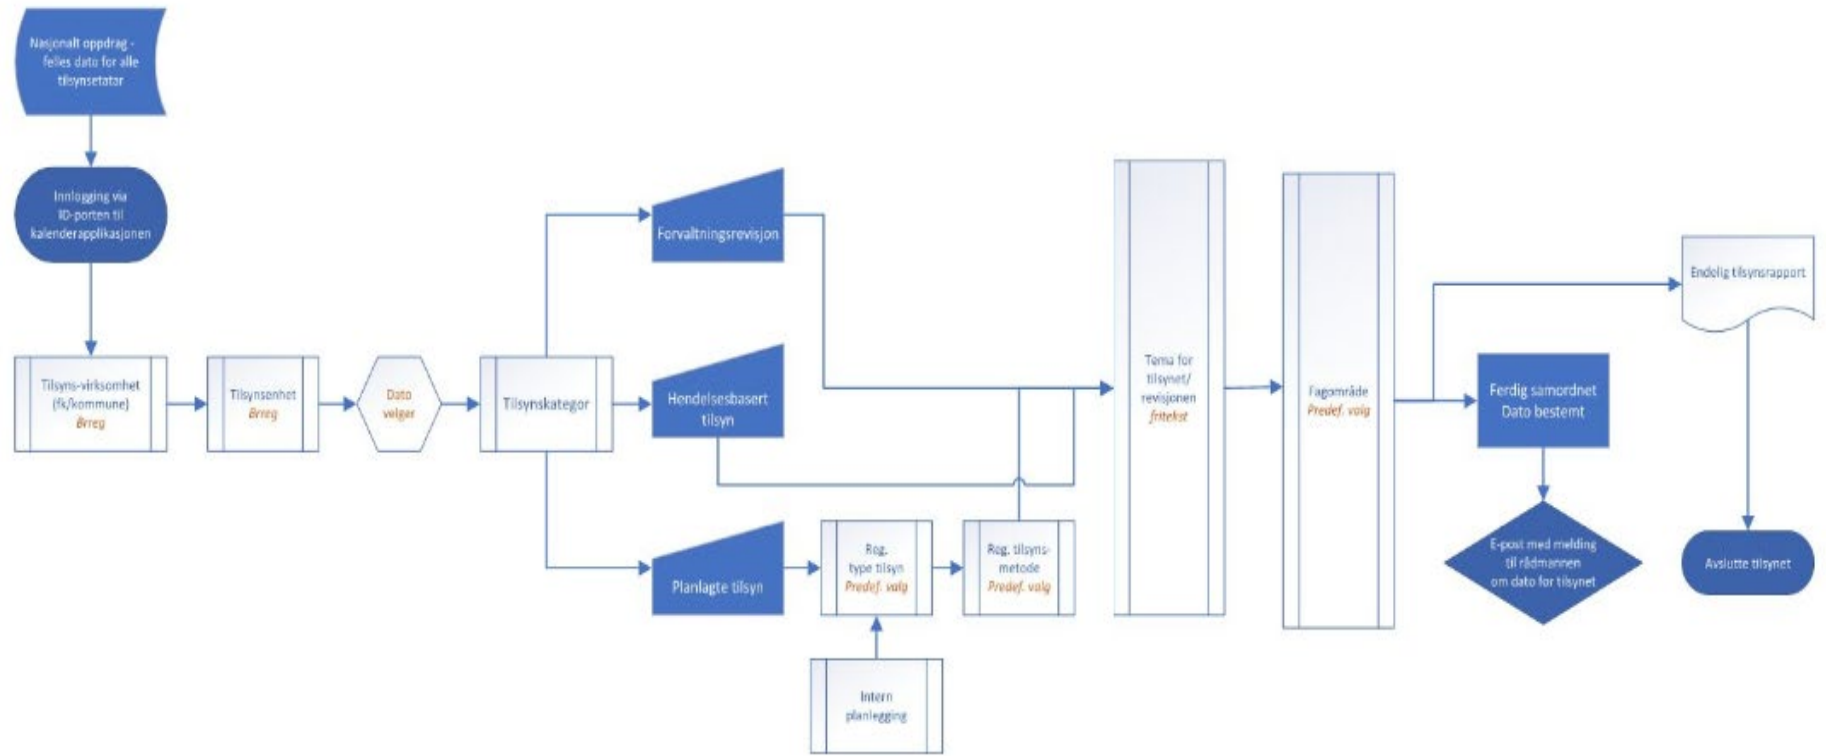 Nasjonalt oppdrag -
felles dato for alle
tilsynsetatar
Innlogging via
ID-porten til
kalenderapplikasjonen
Tilsyns-virksomhet
(fk/kommune)
Brreg
Tilsynsenhet
Brreg
Dato
velger
Tilsynskategor
Forvaltningsrevisjon
Hendelsesbasert
tilsyn
Planlagte tilsyn
Reg.
type tilsyn
Predef. valg
Reg. tilsyns-
metode
Predef. valg
Intern
planlegging
Tema for
tilsynet/
revisjonen
fritekst
Fagområde
Predef. valg
Ferdig samordnet
Dato bestemt
E-post med melding
til rådmannen
om dato for tilsynet
Endelig tilsynsrapport
Avslutte tilsynet